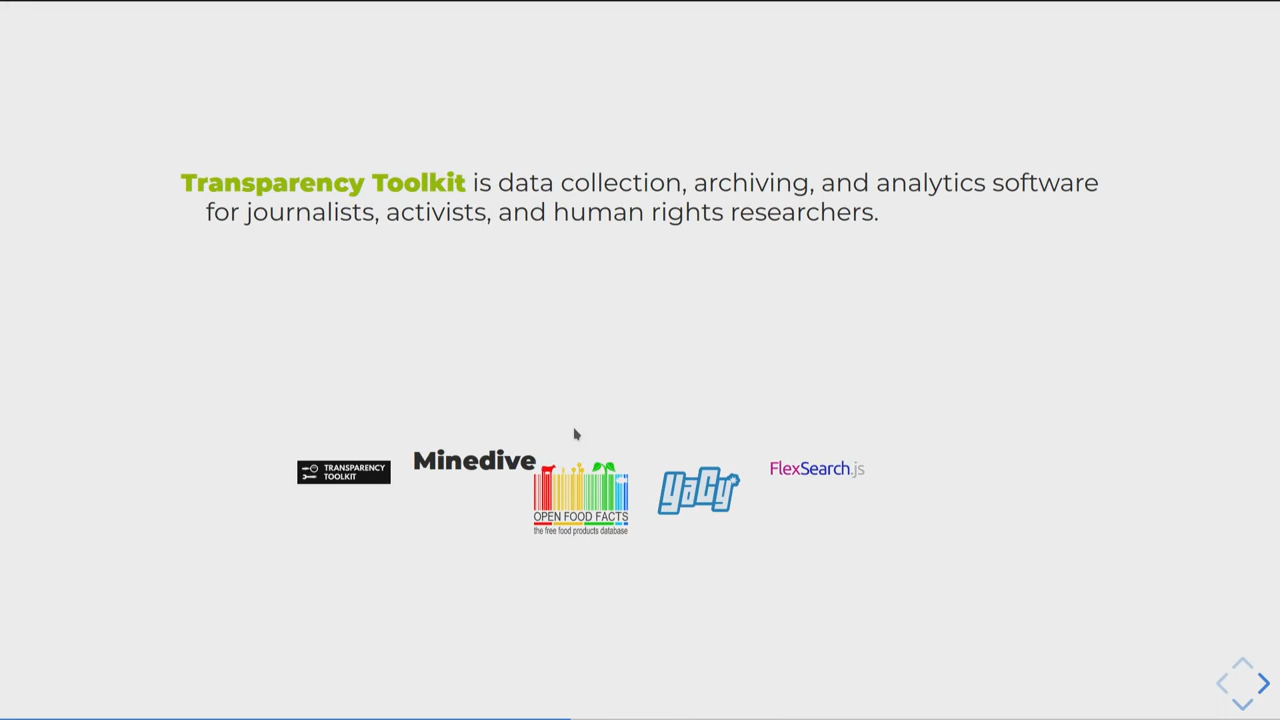 Transparency Toolkit is data collection, archiving, and analytics software
for journalists, activists, and human rights researchers.
TRANSPARENCY
TOOLKIT
Minedive
OPEN FOOD FACTS
the free food products database
YaCy
FlexSearch.js